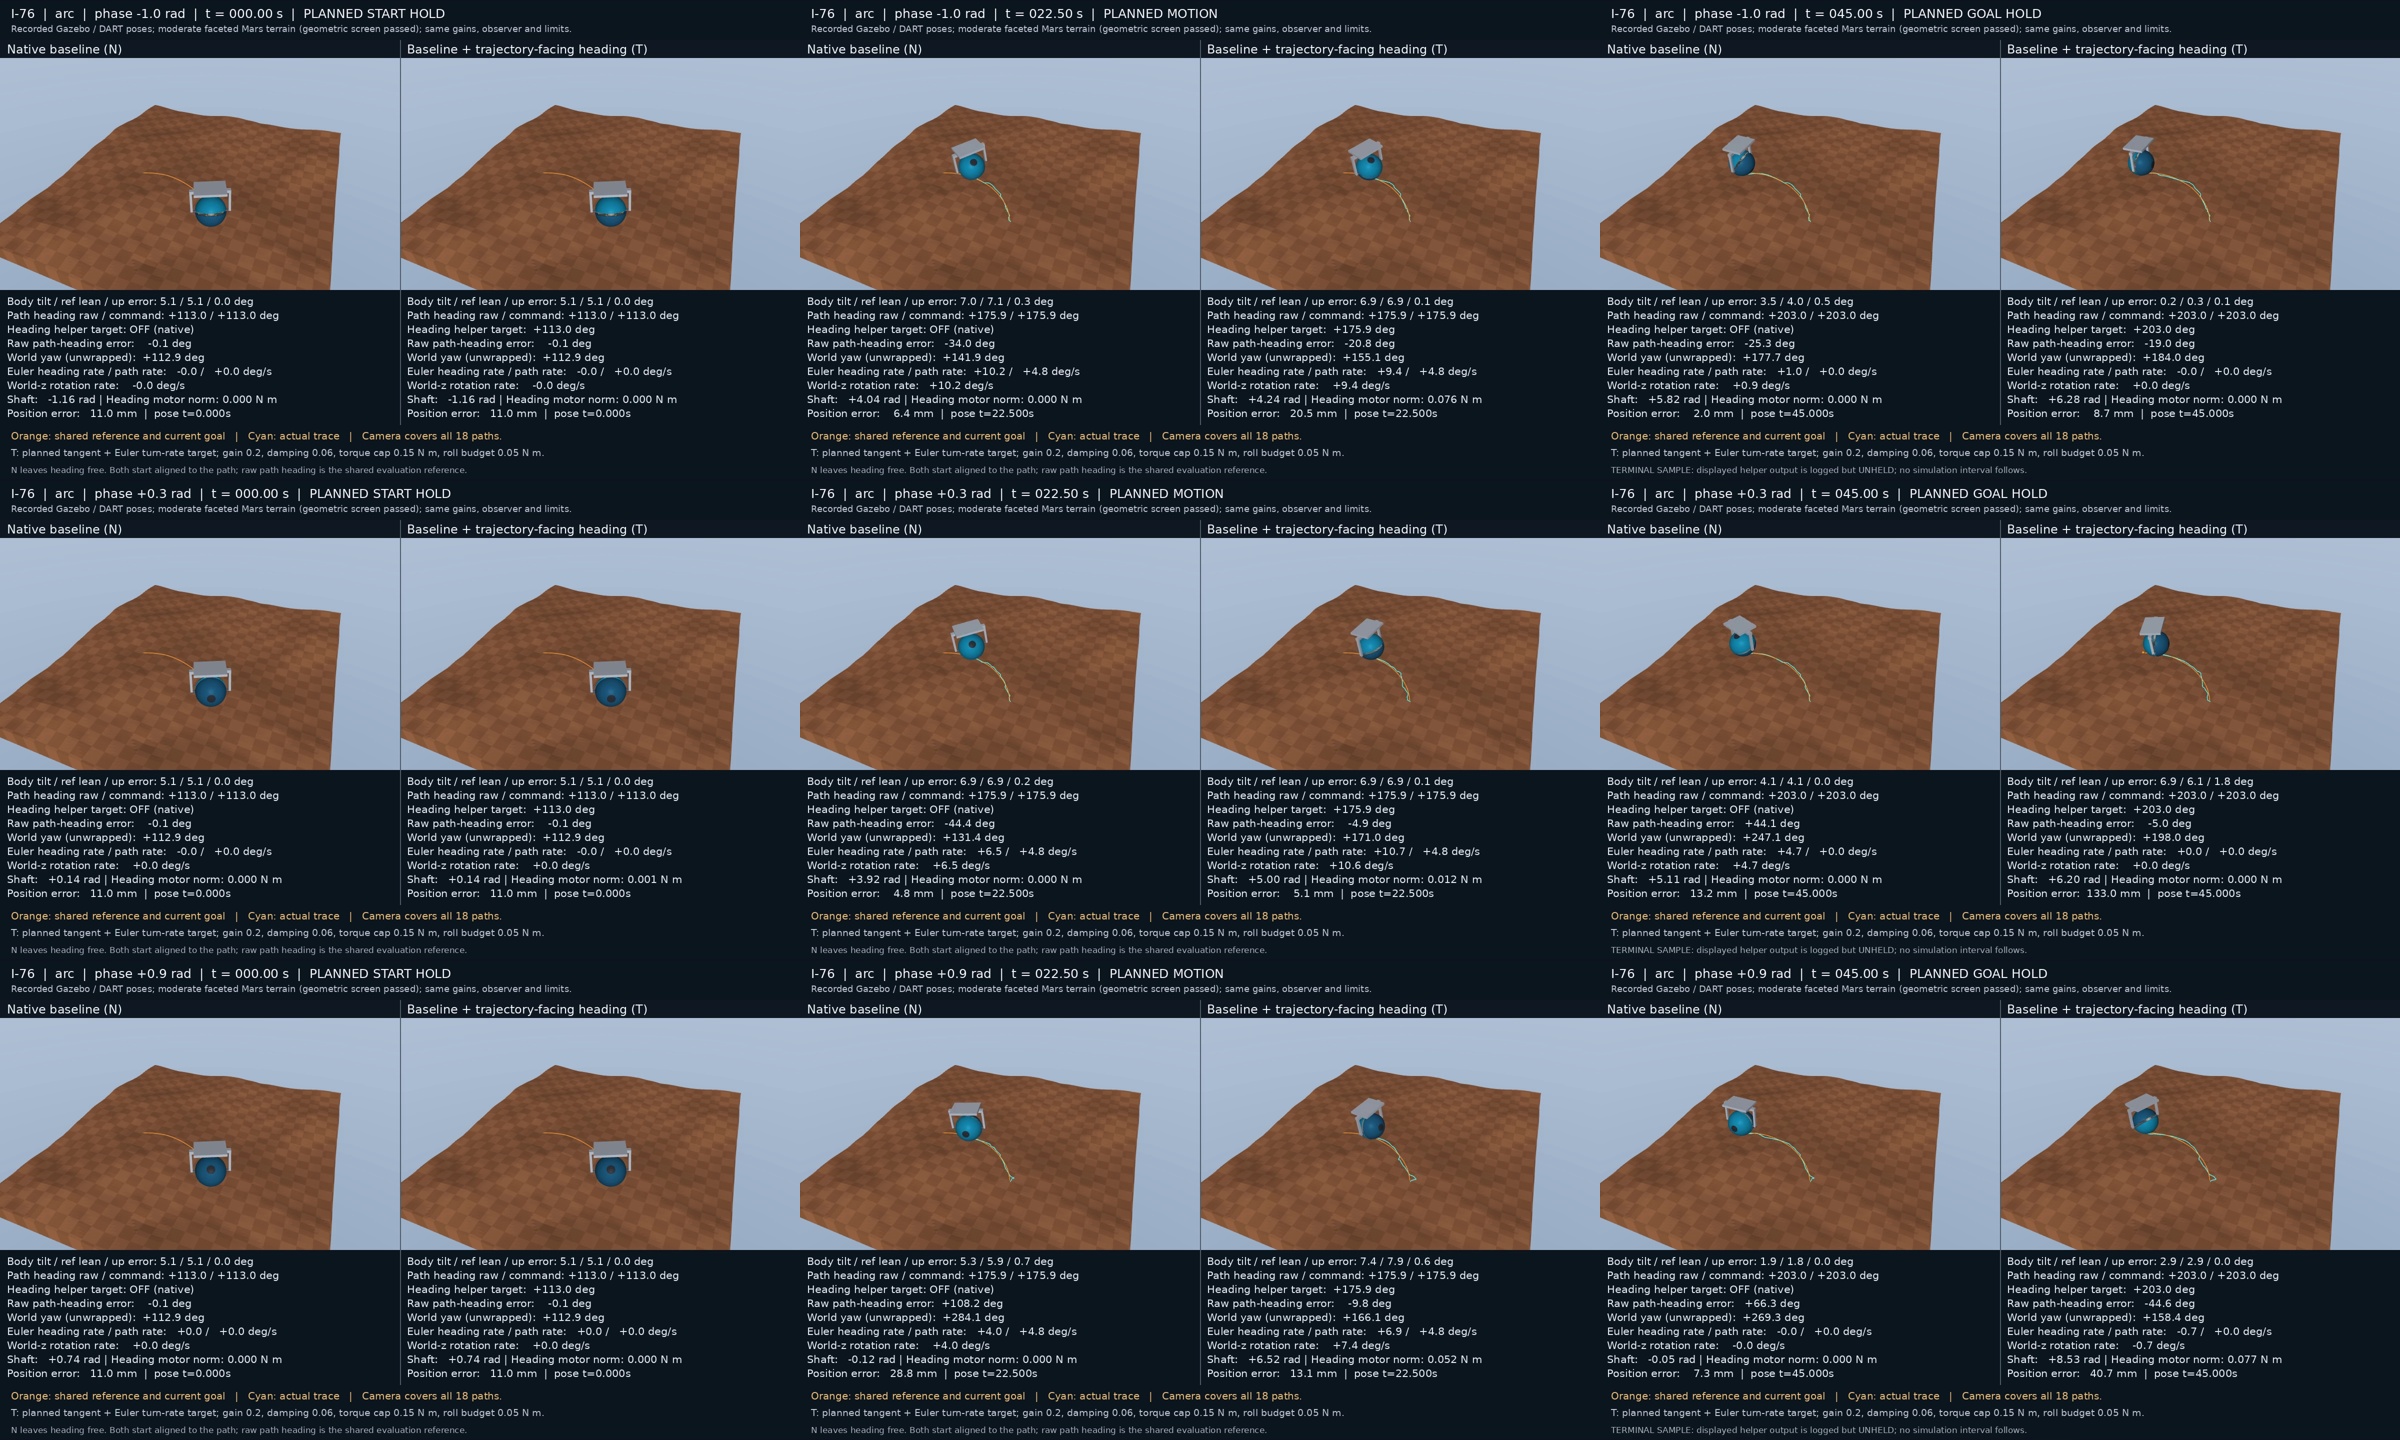 I-76 | arc | phase -1.0 rad | t = 000.00 s | PLANNED START HOLD
Recorded Gazebo / DART poses; moderate faceted Mars terrain (geometric screen passed); same gains, observer and limits.
Native baseline (N)
Body tilt / ref lean / up error: 5.1 / 5.1 / 0.0 deg
Path heading raw / command: +113.0 / +113.0 deg
Heading helper target: OFF (native)
Raw path-heading error: -0.1 deg
World yaw (unwrapped): +112.9 deg
Euler heading rate / path rate: -0.0 / +0.0 deg/s
World-z rotation rate: -0.0 deg/s
Shaft: -1.16 rad | Heading motor norm: 0.000 N m
Position error: 11.0 mm | pose t=0.000s
Baseline + trajectory-facing heading (T)
Body tilt / ref lean / up error: 5.1 / 5.1 / 0.0 deg
Path heading raw / command: +113.0 / +113.0 deg
Heading helper target: +113.0 deg
Raw path-heading error: -0.1 deg
World yaw (unwrapped): +112.9 deg
Euler heading rate / path rate: -0.0 / +0.0 deg/s
World-z rotation rate: -0.0 deg/s
Shaft: -1.16 rad | Heading motor norm: 0.000 N m
Position error: 11.0 mm | pose t=0.000s
Orange: shared reference and current goal | Cyan: actual trace | Camera covers all 18 paths.
T: planned tangent + Euler turn-rate target; gain 0.2, damping 0.06, torque cap 0.15 N m, roll budget 0.05 N m.
N leaves heading free. Both start aligned to the path; raw path heading is the shared evaluation reference.
I-76 | arc | phase -1.0 rad | t = 022.50 s | PLANNED MOTION
Recorded Gazebo / DART poses; moderate faceted Mars terrain (geometric screen passed); same gains, observer and limits.
Native baseline (N)
Body tilt / ref lean / up error: 7.0 / 7.1 / 0.3 deg
Path heading raw / command: +175.9 / +175.9 deg
Heading helper target: OFF (native)
Raw path-heading error: -34.0 deg
World yaw (unwrapped): +141.9 deg
Euler heading rate / path rate: +10.2 / +4.8 deg/s
World-z rotation rate: +10.2 deg/s
Shaft: +4.04 rad | Heading motor norm: 0.000 N m
Position error: 6.4 mm | pose t=22.500s
Baseline + trajectory-facing heading (T)
Body tilt / ref lean / up error: 6.9 / 6.9 / 0.1 deg
Path heading raw / command: +175.9 / +175.9 deg
Heading helper target: +175.9 deg
Raw path-heading error: -20.8 deg
World yaw (unwrapped): +155.1 deg
Euler heading rate / path rate: +9.4 / +4.8 deg/s
World-z rotation rate: +9.4 deg/s
Shaft: +4.24 rad | Heading motor norm: 0.076 N m
Position error: 20.5 mm | pose t=22.500s
Orange: shared reference and current goal | Cyan: actual trace | Camera covers all 18 paths.
T: planned tangent + Euler turn-rate target; gain 0.2, damping 0.06, torque cap 0.15 N m, roll budget 0.05 N m.
N leaves heading free. Both start aligned to the path; raw path heading is the shared evaluation reference.
I-76 | arc | phase -1.0 rad | t = 045.00 s | PLANNED GOAL HOLD
Recorded Gazebo / DART poses; moderate faceted Mars terrain (geometric screen passed); same gains, observer and limits.
Native baseline (N)
Body tilt / ref lean / up error: 3.5 / 4.0 / 0.5 deg
Path heading raw / command: +203.0 / +203.0 deg
Heading helper target: OFF (native)
Raw path-heading error: -25.3 deg
World yaw (unwrapped): +177.7 deg
Euler heading rate / path rate: +1.0 / +0.0 deg/s
World-z rotation rate: +0.9 deg/s
Shaft: +5.82 rad | Heading motor norm: 0.000 N m
Position error: 2.0 mm | pose t=45.000s
Baseline + trajectory-facing heading (T)
Body tilt / ref lean / up error: 0.2 / 0.3 / 0.1 deg
Path heading raw / command: +203.0 / +203.0 deg
Heading helper target: +203.0 deg
Raw path-heading error: -19.0 deg
World yaw (unwrapped): +184.0 deg
Euler heading rate / path rate: -0.0 / +0.0 deg/s
World-z rotation rate: +0.0 deg/s
Shaft: +6.28 rad | Heading motor norm: 0.000 N m
Position error: 8.7 mm | pose t=45.000s
Orange: shared reference and current goal | Cyan: actual trace | Camera covers all 18 paths.
T: planned tangent + Euler turn-rate target; gain 0.2, damping 0.06, torque cap 0.15 N m, roll budget 0.05 N m.
TERMINAL SAMPLE: displayed helper output is logged but UNHELD; no simulation interval follows.
I-76 | arc | phase +0.3 rad | t = 000.00 s | PLANNED START HOLD
Recorded Gazebo / DART poses; moderate faceted Mars terrain (geometric screen passed); same gains, observer and limits.
Native baseline (N)
Body tilt / ref lean / up error: 5.1 / 5.1 / 0.0 deg
Path heading raw / command: +113.0 / +113.0 deg
Heading helper target: OFF (native)
Raw path-heading error: -0.1 deg
World yaw (unwrapped): +112.9 deg
Euler heading rate / path rate: -0.0 / +0.0 deg/s
World-z rotation rate: +0.0 deg/s
Shaft: +0.14 rad | Heading motor norm: 0.000 N m
Position error: 11.0 mm | pose t=0.000s
Baseline + trajectory-facing heading (T)
Body tilt / ref lean / up error: 5.1 / 5.1 / 0.0 deg
Path heading raw / command: +113.0 / +113.0 deg
Heading helper target: +113.0 deg
Raw path-heading error: -0.1 deg
World yaw (unwrapped): +112.9 deg
Euler heading rate / path rate: -0.0 / +0.0 deg/s
World-z rotation rate: +0.0 deg/s
Shaft: +0.14 rad | Heading motor norm: 0.001 N m
Position error: 11.0 mm | pose t=0.000s
Orange: shared reference and current goal | Cyan: actual trace | Camera covers all 18 paths.
T: planned tangent + Euler turn-rate target; gain 0.2, damping 0.06, torque cap 0.15 N m, roll budget 0.05 N m.
N leaves heading free. Both start aligned to the path; raw path heading is the shared evaluation reference.
I-76 | arc | phase +0.3 rad | t = 022.50 s | PLANNED MOTION
Recorded Gazebo / DART poses; moderate faceted Mars terrain (geometric screen passed); same gains, observer and limits.
Native baseline (N)
Body tilt / ref lean / up error: 6.9 / 6.9 / 0.2 deg
Path heading raw / command: +175.9 / +175.9 deg
Heading helper target: OFF (native)
Raw path-heading error: -44.4 deg
World yaw (unwrapped): +131.4 deg
Euler heading rate / path rate: +6.5 / +4.8 deg/s
World-z rotation rate: +6.5 deg/s
Shaft: +3.92 rad | Heading motor norm: 0.000 N m
Position error: 4.8 mm | pose t=22.500s
Baseline + trajectory-facing heading (T)
Body tilt / ref lean / up error: 6.9 / 6.9 / 0.1 deg
Path heading raw / command: +175.9 / +175.9 deg
Heading helper target: +175.9 deg
Raw path-heading error: -4.9 deg
World yaw (unwrapped): +171.0 deg
Euler heading rate / path rate: +10.7 / +4.8 deg/s
World-z rotation rate: +10.6 deg/s
Shaft: +5.00 rad | Heading motor norm: 0.012 N m
Position error: 5.1 mm | pose t=22.500s
Orange: shared reference and current goal | Cyan: actual trace | Camera covers all 18 paths.
T: planned tangent + Euler turn-rate target; gain 0.2, damping 0.06, torque cap 0.15 N m, roll budget 0.05 N m.
N leaves heading free. Both start aligned to the path; raw path heading is the shared evaluation reference.
I-76 | arc | phase +0.3 rad | t = 045.00 s | PLANNED GOAL HOLD
Recorded Gazebo / DART poses; moderate faceted Mars terrain (geometric screen passed); same gains, observer and limits.
Native baseline (N)
Body tilt / ref lean / up error: 4.1 / 4.1 / 0.0 deg
Path heading raw / command: +203.0 / +203.0 deg
Heading helper target: OFF (native)
Raw path-heading error: +44.1 deg
World yaw (unwrapped): +247.1 deg
Euler heading rate / path rate: +4.7 / +0.0 deg/s
World-z rotation rate: +4.7 deg/s
Shaft: +5.11 rad | Heading motor norm: 0.000 N m
Position error: 13.2 mm | pose t=45.000s
Baseline + trajectory-facing heading (T)
Body tilt / ref lean / up error: 6.9 / 6.1 / 1.8 deg
Path heading raw / command: +203.0 / +203.0 deg
Heading helper target: +203.0 deg
Raw path-heading error: -5.0 deg
World yaw (unwrapped): +198.0 deg
Euler heading rate / path rate: +0.0 / +0.0 deg/s
World-z rotation rate: +0.0 deg/s
Shaft: +6.20 rad | Heading motor norm: 0.000 N m
Position error: 133.0 mm | pose t=45.000s
Orange: shared reference and current goal | Cyan: actual trace | Camera covers all 18 paths.
T: planned tangent + Euler turn-rate target; gain 0.2, damping 0.06, torque cap 0.15 N m, roll budget 0.05 N m.
TERMINAL SAMPLE: displayed helper output is logged but UNHELD; no simulation interval follows.
I-76 | arc | phase +0.9 rad | t = 000.00 s | PLANNED START HOLD
Recorded Gazebo / DART poses; moderate faceted Mars terrain (geometric screen passed); same gains, observer and limits.
Native baseline (N)
Body tilt / ref lean / up error: 5.1 / 5.1 / 0.0 deg
Path heading raw / command: +113.0 / +113.0 deg
Heading helper target: OFF (native)
Raw path-heading error: -0.1 deg
World yaw (unwrapped): +112.9 deg
Euler heading rate / path rate: +0.0 / +0.0 deg/s
World-z rotation rate: +0.0 deg/s
Shaft: +0.74 rad | Heading motor norm: 0.000 N m
Position error: 11.0 mm | pose t=0.000s
Baseline + trajectory-facing heading (T)
Body tilt / ref lean / up error: 5.1 / 5.1 / 0.0 deg
Path heading raw / command: +113.0 / +113.0 deg
Heading helper target: +113.0 deg
Raw path-heading error: -0.1 deg
World yaw (unwrapped): +112.9 deg
Euler heading rate / path rate: +0.0 / +0.0 deg/s
World-z rotation rate: +0.0 deg/s
Shaft: +0.74 rad | Heading motor norm: 0.000 N m
Position error: 11.0 mm | pose t=0.000s
Orange: shared reference and current goal | Cyan: actual trace | Camera covers all 18 paths.
T: planned tangent + Euler turn-rate target; gain 0.2, damping 0.06, torque cap 0.15 N m, roll budget 0.05 N m.
N leaves heading free. Both start aligned to the path; raw path heading is the shared evaluation reference.
I-76 | arc | phase +0.9 rad | t = 022.50 s | PLANNED MOTION
Recorded Gazebo / DART poses; moderate faceted Mars terrain (geometric screen passed); same gains, observer and limits.
Native baseline (N)
Body tilt / ref lean / up error: 5.3 / 5.9 / 0.7 deg
Path heading raw / command: +175.9 / +175.9 deg
Heading helper target: OFF (native)
Raw path-heading error: +108.2 deg
World yaw (unwrapped): +284.1 deg
Euler heading rate / path rate: +4.0 / +4.8 deg/s
World-z rotation rate: +4.0 deg/s
Shaft: -0.12 rad | Heading motor norm: 0.000 N m
Position error: 28.8 mm | pose t=22.500s
Baseline + trajectory-facing heading (T)
Body tilt / ref lean / up error: 7.4 / 7.9 / 0.6 deg
Path heading raw / command: +175.9 / +175.9 deg
Heading helper target: +175.9 deg
Raw path-heading error: -9.8 deg
World yaw (unwrapped): +166.1 deg
Euler heading rate / path rate: +6.9 / +4.8 deg/s
World-z rotation rate: +7.4 deg/s
Shaft: +6.52 rad | Heading motor norm: 0.052 N m
Position error: 13.1 mm | pose t=22.500s
Orange: shared reference and current goal | Cyan: actual trace | Camera covers all 18 paths.
T: planned tangent + Euler turn-rate target; gain 0.2, damping 0.06, torque cap 0.15 N m, roll budget 0.05 N m.
N leaves heading free. Both start aligned to the path; raw path heading is the shared evaluation reference.
I-76 | arc | phase +0.9 rad | t = 045.00 s | PLANNED GOAL HOLD
Recorded Gazebo / DART poses; moderate faceted Mars terrain (geometric screen passed); same gains, observer and limits.
Native baseline (N)
Body tilt / ref lean / up error: 1.9 / 1.8 / 0.0 deg
Path heading raw / command: +203.0 / +203.0 deg
Heading helper target: OFF (native)
Raw path-heading error: +66.3 deg
World yaw (unwrapped): +269.3 deg
Euler heading rate / path rate: -0.0 / +0.0 deg/s
World-z rotation rate: -0.0 deg/s
Shaft: -0.05 rad | Heading motor norm: 0.000 N m
Position error: 7.3 mm | pose t=45.000s
Baseline + trajectory-facing heading (T)
Body tilt / ref lean / up error: 2.9 / 2.9 / 0.0 deg
Path heading raw / command: +203.0 / +203.0 deg
Heading helper target: +203.0 deg
Raw path-heading error: -44.6 deg
World yaw (unwrapped): +158.4 deg
Euler heading rate / path rate: -0.7 / +0.0 deg/s
World-z rotation rate: -0.7 deg/s
Shaft: +8.53 rad | Heading motor norm: 0.077 N m
Position error: 40.7 mm | pose t=45.000s
Orange: shared reference and current goal | Cyan: actual trace | Camera covers all 18 paths.
T: planned tangent + Euler turn-rate target; gain 0.2, damping 0.06, torque cap 0.15 N m, roll budget 0.05 N m.
TERMINAL SAMPLE: displayed helper output is logged but UNHELD; no simulation interval follows.